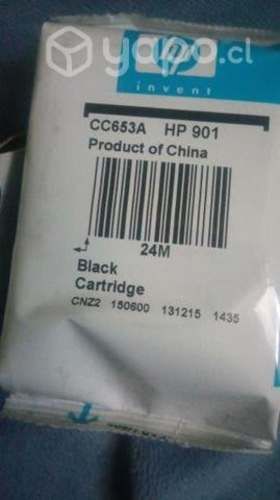 yapo.cl
hp
invent
CC653A HP 901
Product of China
24M
Black
Cartridge
CNZ2 150600 131215 1435